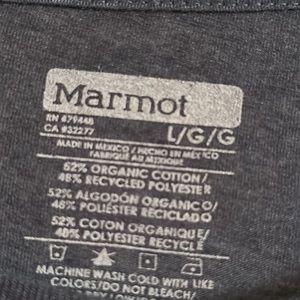 Marmot
RN #79448
CA #32277
L/G/G
MADE IN MEXICO / HECHO EN MÉXICO
FABRIQUÉ AU MEXIQUE
52% ORGANIC COTTON/
48% RECYCLED POLYESTER
52% ALGODÓN ORGANICO/
48% POLIÉSTER RECICLADO
52% COTON ORGANIQUE/
48% POLYESTER RECYCLÉ
MACHINE WASH COLD WITH LIKE
COLORS/DO NOT BLEACH/